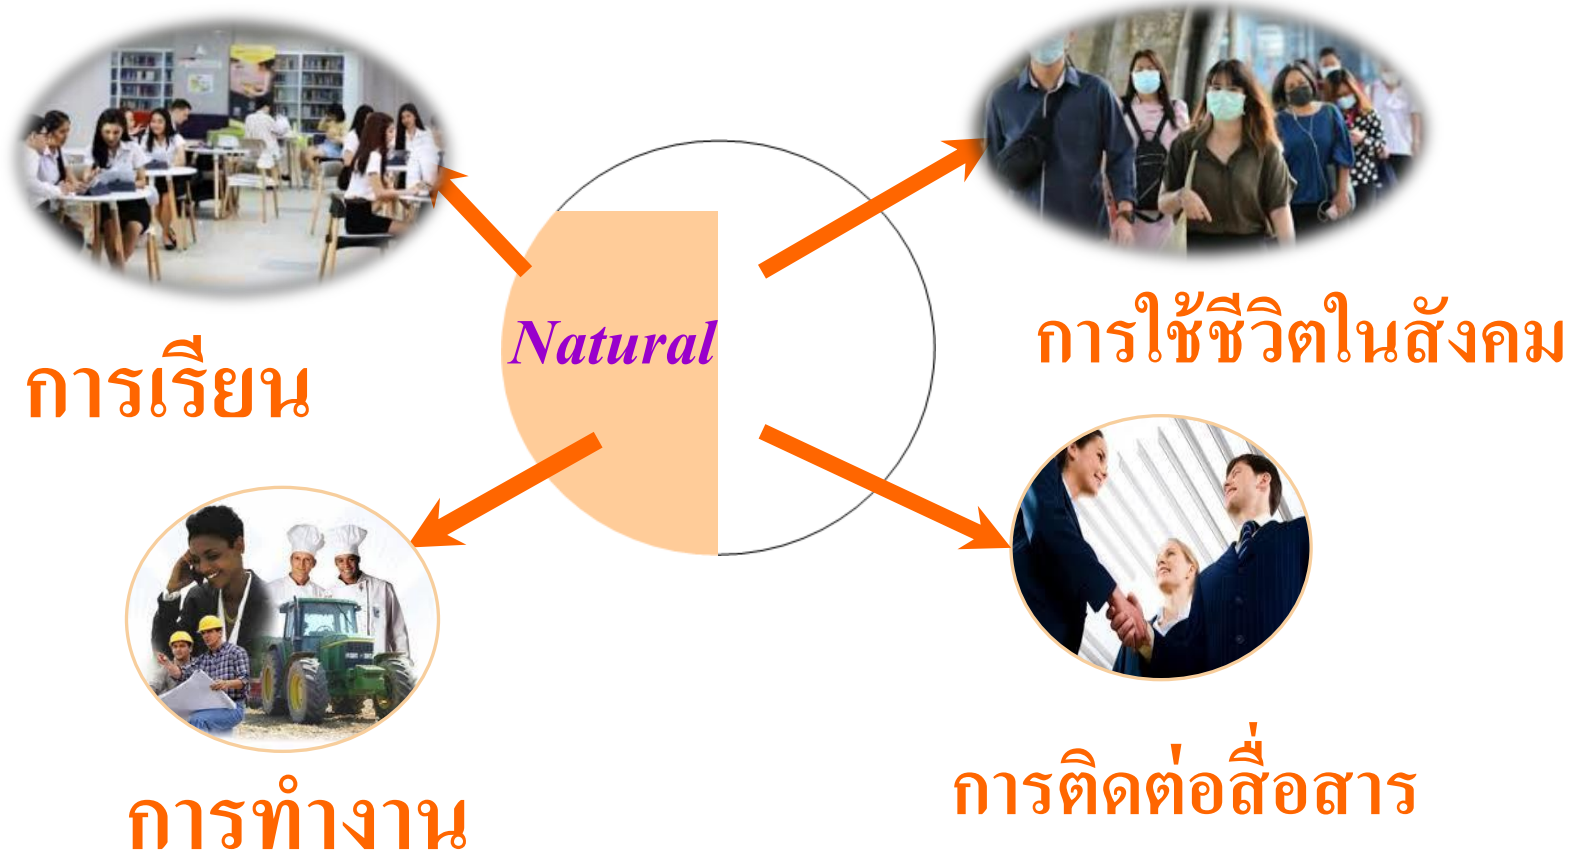 การใช้ชีวิตในสังคม
Natural
การเรียน
การติดต่อสื่อสาร
การทำงาน